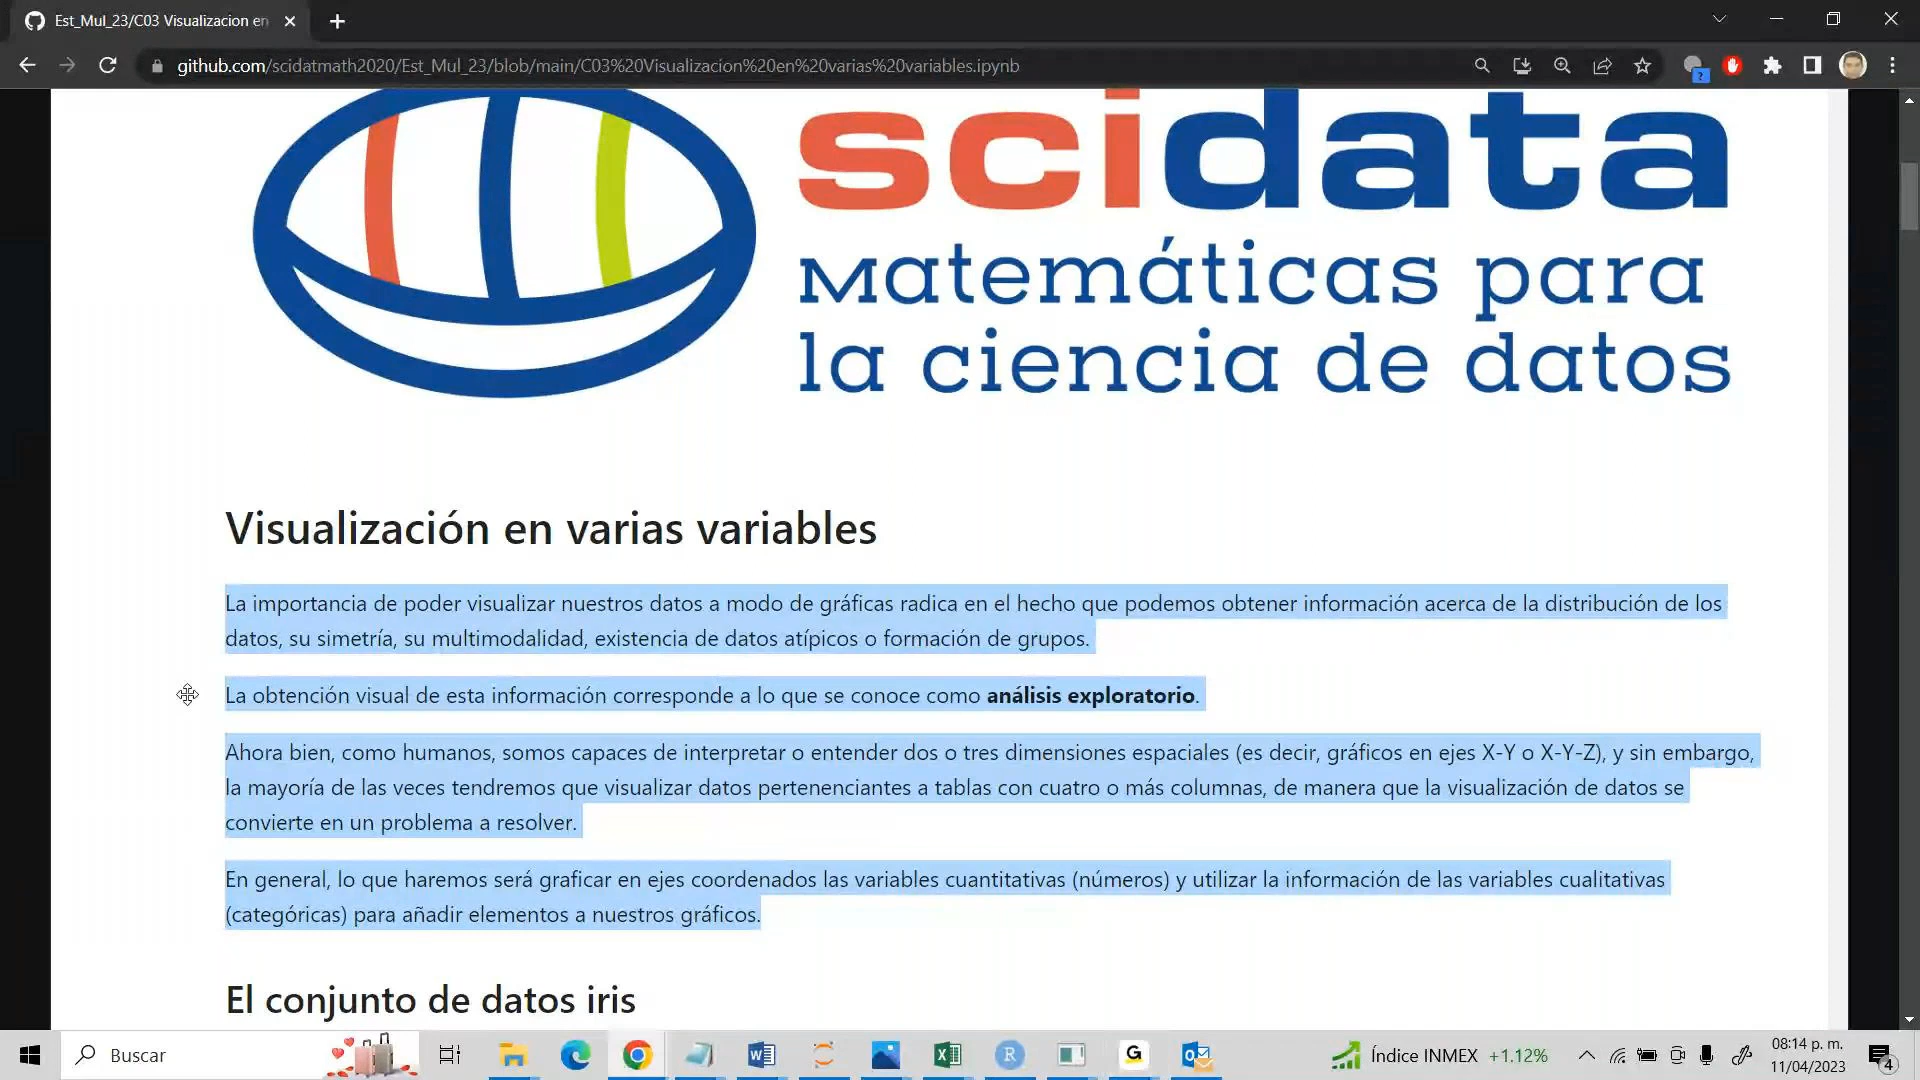 Est_Mul_23/C03 Visualizacion en
github.com/scidatmath2020/Est_Mul_23/blob/main/C03%20Visualizacion%20en%20varias%20variables.ipynb
scidata
Matemáticas para
la ciencia de datos
Visualización en varias variables
La importancia de poder visualizar nuestros datos a modo de gráficas radica en el hecho que podemos obtener información acerca de la distribución de los
datos, su simetría, su multimodalidad, existencia de datos atípicos o formación de grupos.
La obtención visual de esta información corresponde a lo que se conoce como análisis exploratorio.
Ahora bien, como humanos, somos capaces de interpretar o entender dos o tres dimensiones espaciales (es decir, gráficos en ejes X-Y o X-Y-Z), y sin embargo,
la mayoría de las veces tendremos que visualizar datos pertenenciantes a tablas con cuatro o más columnas, de manera que la visualización de datos se
convierte en un problema a resolver.
En general, lo que haremos será graficar en ejes coordenados las variables cuantitativas (números) y utilizar la información de las variables cualitativas
(categóricas) para añadir elementos a nuestros gráficos.
El conjunto de datos iris
Buscar
Índice INMEX +1.12%
08:14 p. m.
11/04/2023
4